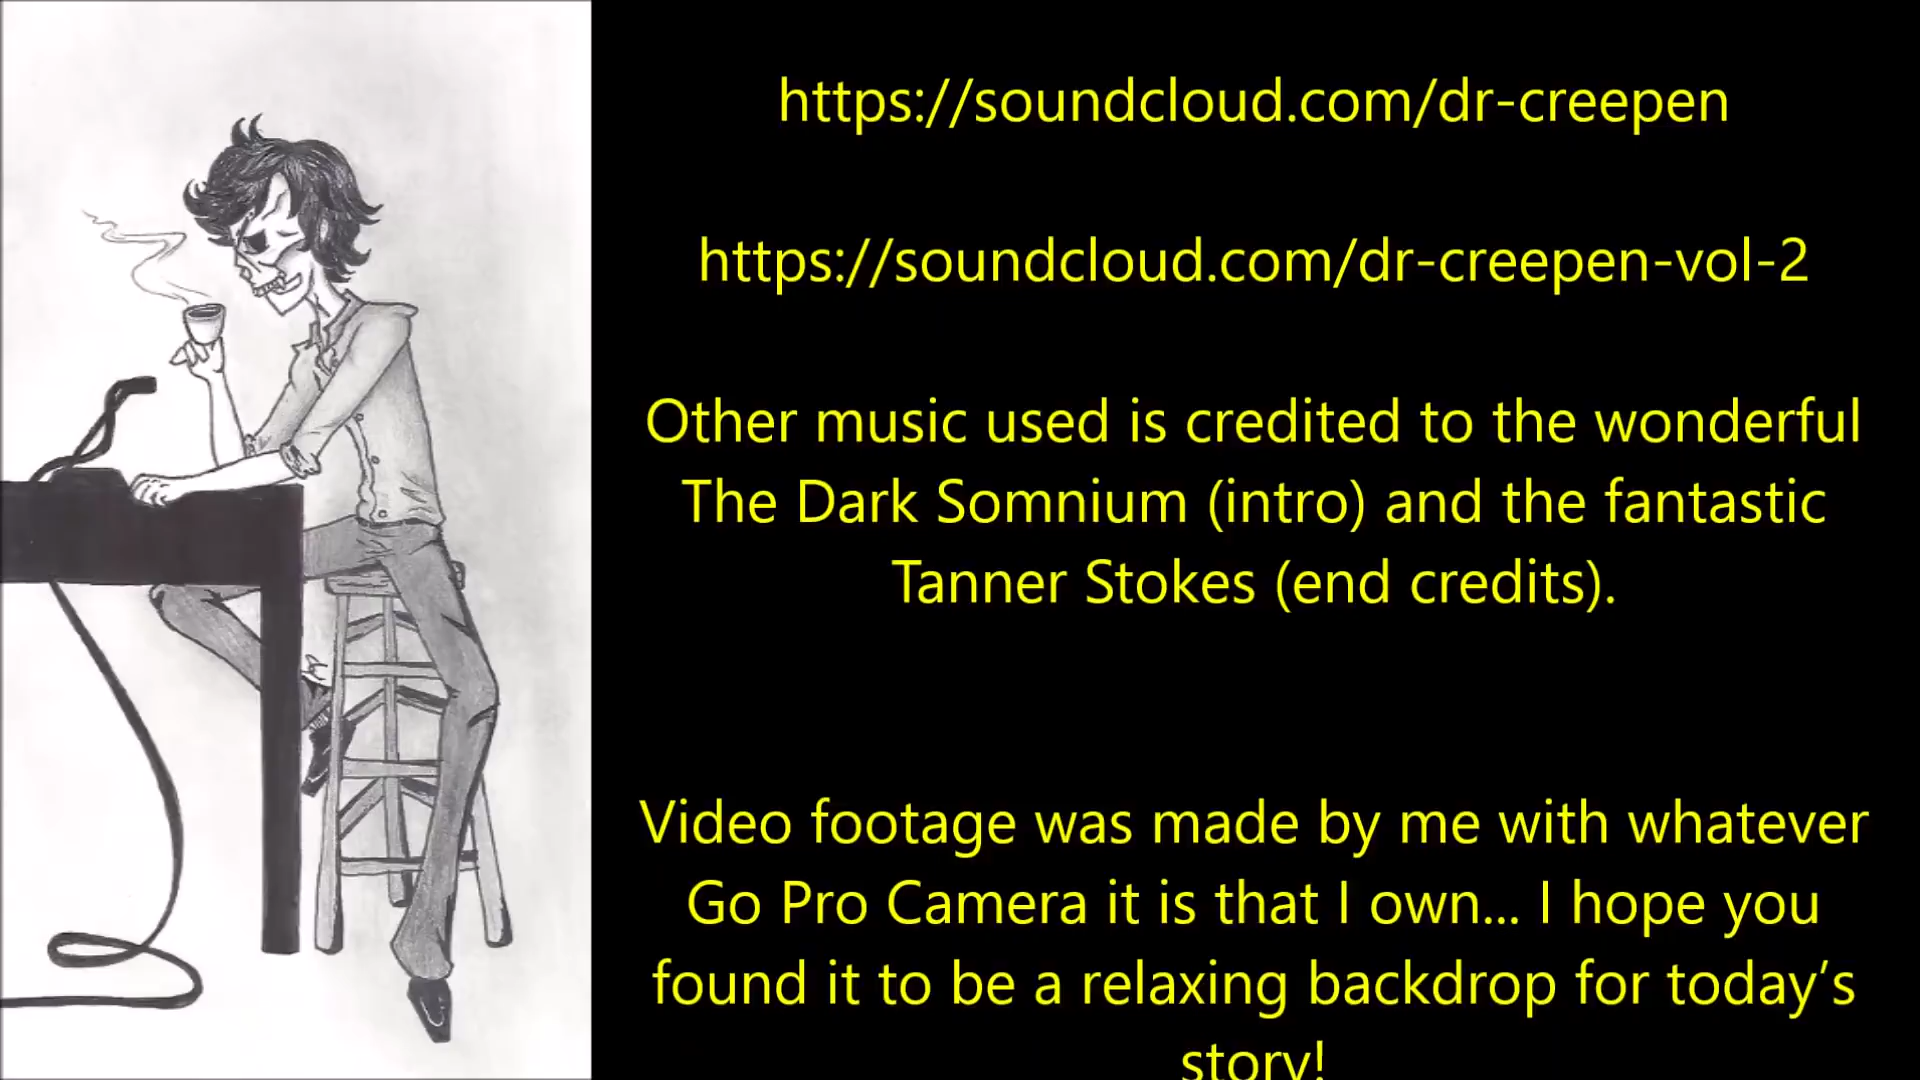 https://soundcloud.com/dr-creepen
https://soundcloud.com/dr-creepen-vol-2
Other music used is credited to the wonderful
The Dark Somnium (intro) and the fantastic
Tanner Stokes (end credits).
Video footage was made by me with whatever
Go Pro Camera it is that I own... I hope you
found it to be a relaxing backdrop for today’s
story!